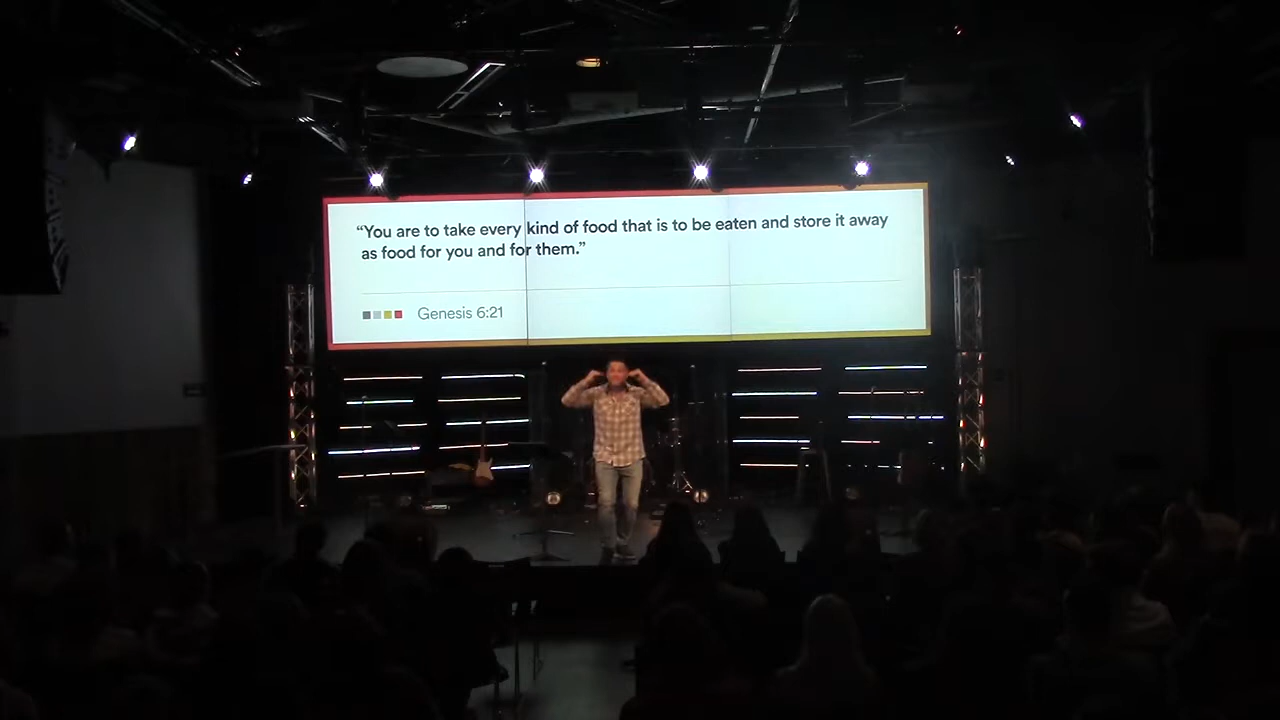 “You are to take every kind of food that is to be eaten and store it away
as food for you and for them.”
Genesis 6:21